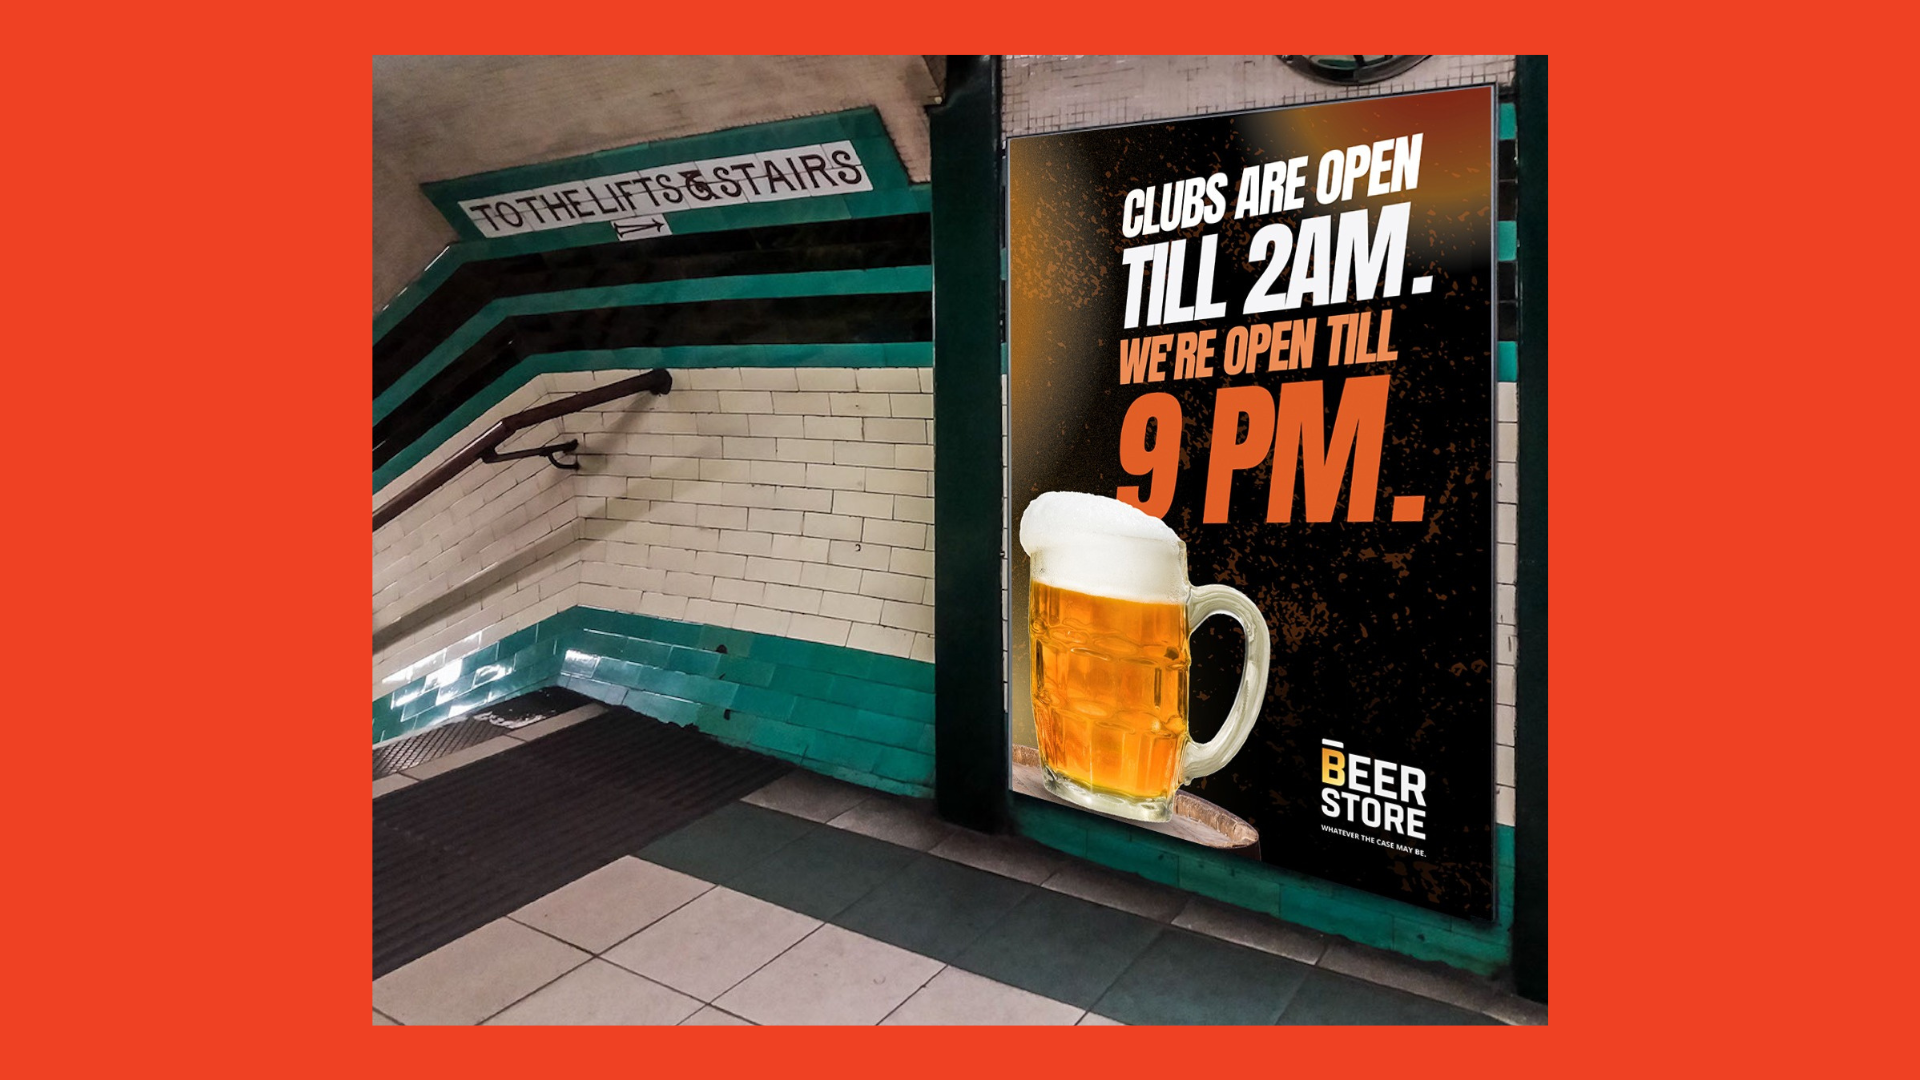 TO THE LIFTS & STAIRS
CLUBS ARE OPEN
TILL 2AM.
WE'RE OPEN TILL
9 PM.
BEER
STORE
WHATEVER THE CASE MAY BE.